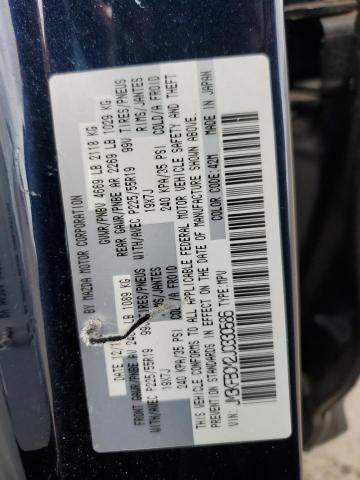 BY MAZDA MOTOR CORPORATION
12/ GVWR/PNBV 4669 LB 2118 KG
FRONT GAWR/PNBE AV LB 1089 KG REAR GAWR/PNBE AR 2269 LB 1029 KG
WITH/AVEC P225/55R19 99V TIRES/PNEUS WITH/AVEC P225/55R19 99V TIRES/PNEUS
19X7J RIMS/JANTES 19X7J RIMS/JANTES
240 KPA/35 PSI COLD/A FROID 240 KPA/35 PSI COLD/A FROID
THIS VEHICLE CONFORMS TO ALL APPLICABLE FEDERAL MOTOR VEHICLE SAFETY AND THEFT
PREVENTION STANDARDS IN EFFECT ON THE DATE OF MANUFACTURE SHOWN ABOVE.
VIN: TYPE:MPV COLOR CODE: 42M MADE IN JAPAN